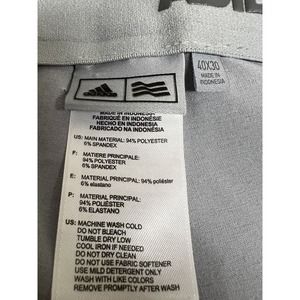 adidas
40X30
MADE IN
INDONESIA
MADE IN INDONESIA
FABRIQUÉ EN INDONÉSIE
HECHO EN INDONESIA
FABRICADO NA INDONÉSIA
US: MAIN MATERIAL: 94% POLYESTER
6% SPANDEX
F: MATIERE PRINCIPALE:
94% POLYESTER
6% SPANDEX
E: MATERIAL PRINCIPAL: 94% poliéster
6% elastano
P: MATERIAL PRINCIPAL:
94% POLIÉSTER
6% ELASTANO
US: MACHINE WASH COLD
DO NOT BLEACH
TUMBLE DRY LOW
COOL IRON IF NEEDED
DO NOT DRY CLEAN
DO NOT USE FABRIC SOFTENER
USE MILD DETERGENT ONLY
WASH WITH LIKE COLORS
REMOVE PROMPTLY AFTER WASH